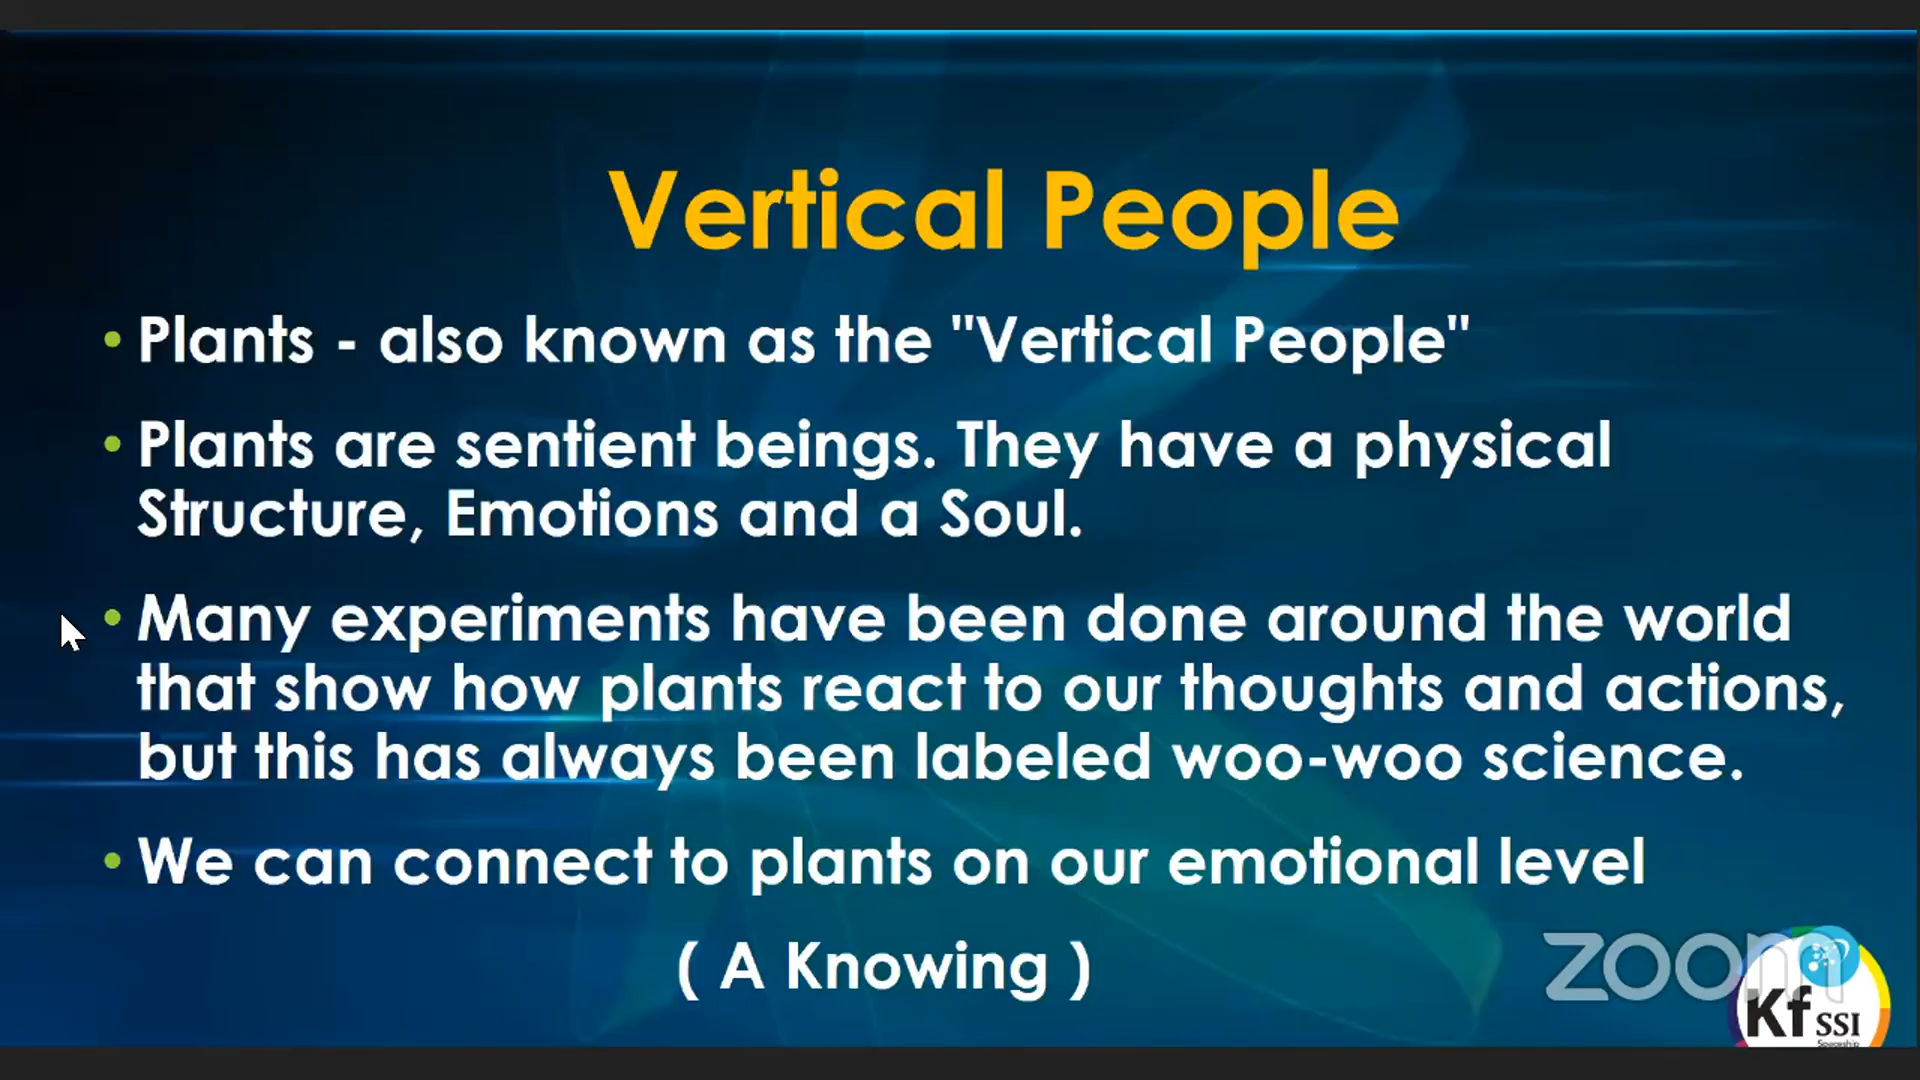 Vertical People
• Plants - also known as the "Vertical People"
• Plants are sentient beings. They have a physical
Structure, Emotions and a Soul.
• Many experiments have been done around the world
that show how plants react to our thoughts and actions,
but this has always been labeled woo-woo science.
• We can connect to plants on our emotional level
( A Knowing )
zoom
Kf SSI